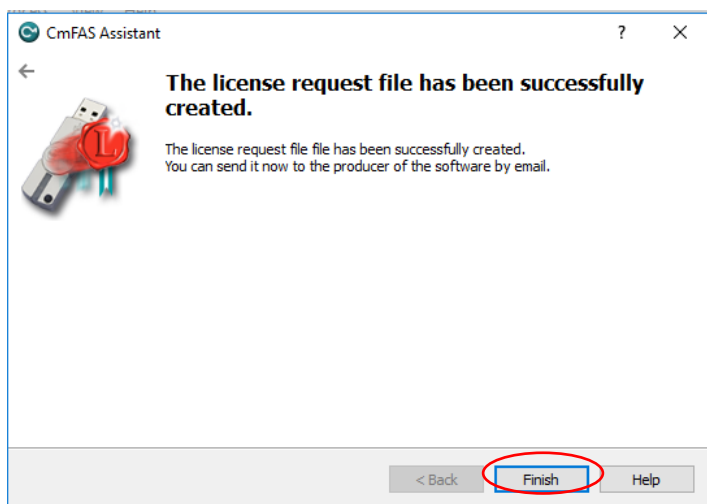 CmFAS Assistant
?
The license request file has been successfully
created.
The license request file file has been successfully created.
You can send it now to the producer of the software by email.
L
< Back
Finish
Help